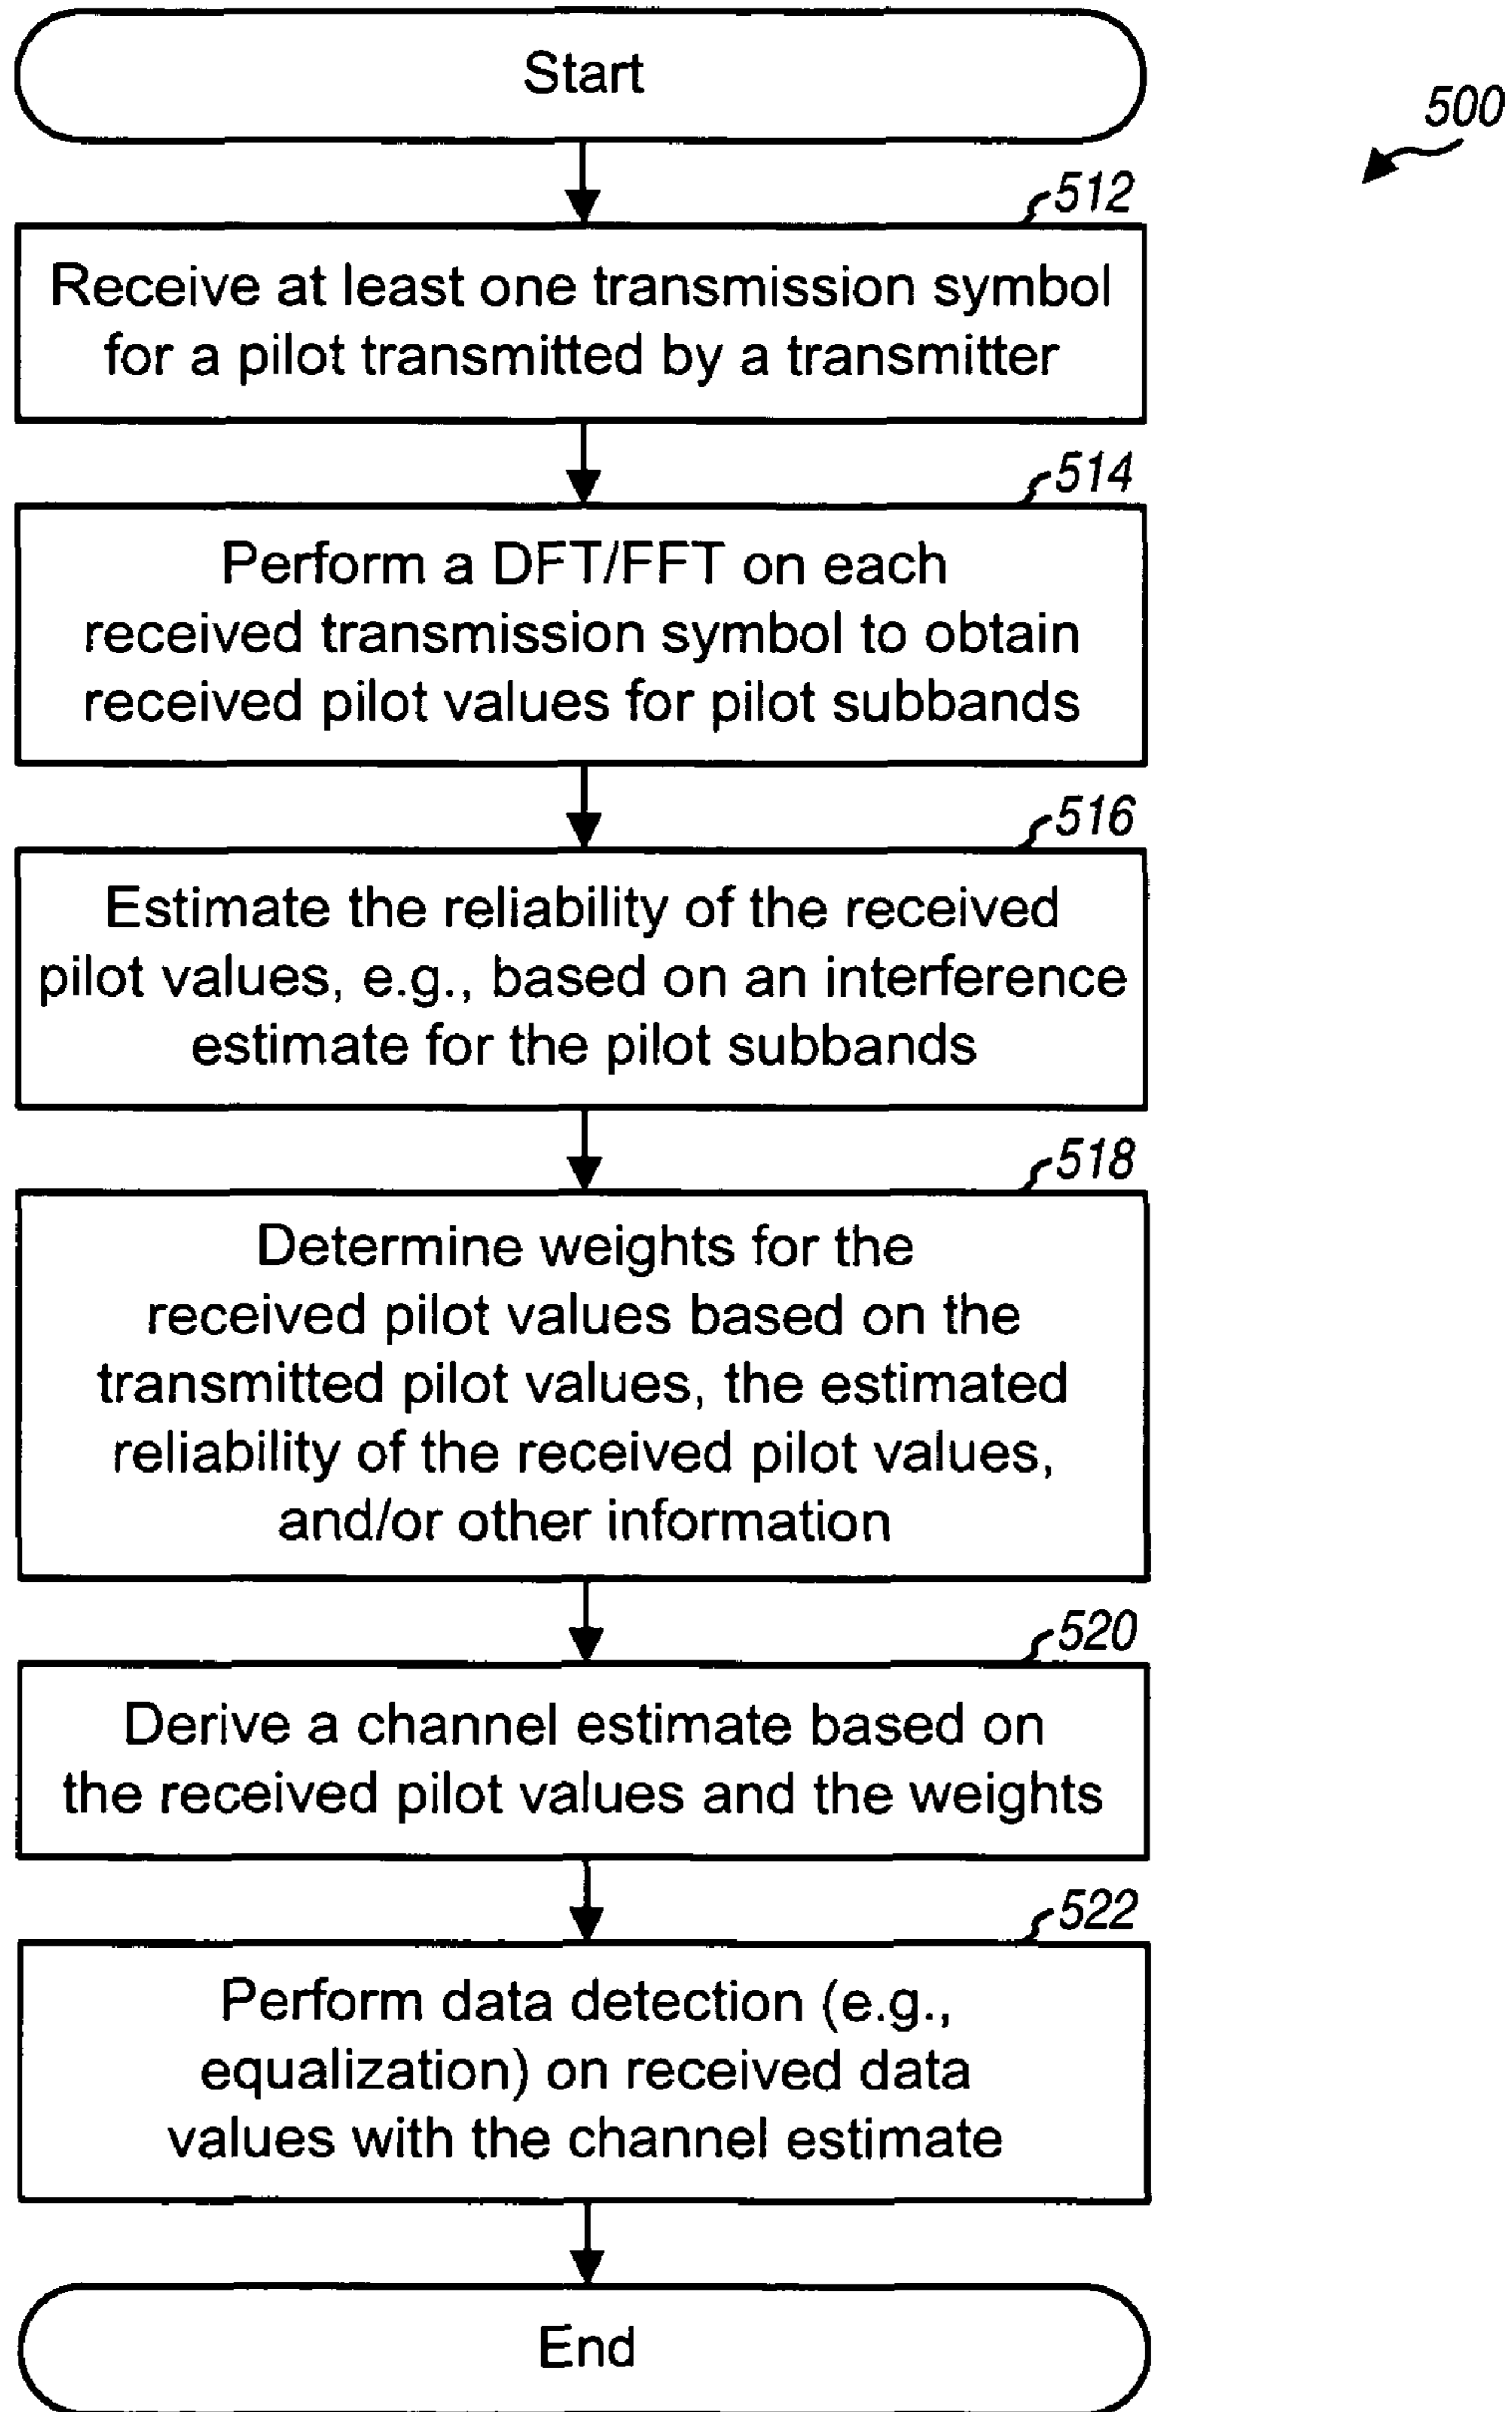 Start
500
512
Receive at least one transmission symbol
for a pilot transmitted by a transmitter
514
Perform a DFT/FFT on each
received transmission symbol to obtain
received pilot values for pilot subbands
516
Estimate the reliability of the received
pilot values, e.g., based on an interference
estimate for the pilot subbands
518
Determine weights for the
received pilot values based on the
transmitted pilot values, the estimated
reliability of the received pilot values,
and/or other information
520
Derive a channel estimate based on
the received pilot values and the weights
522
Perform data detection (e.g.,
equalization) on received data
values with the channel estimate
End